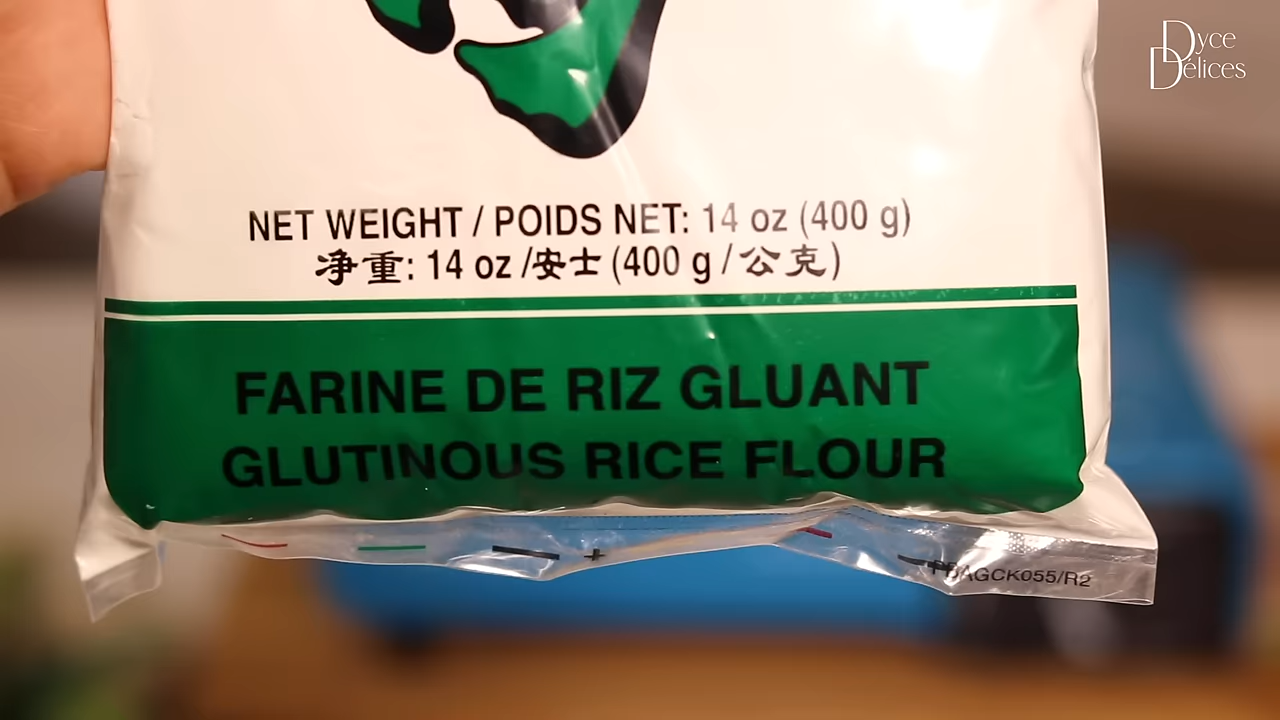 Dyce
Délices
NET WEIGHT / POIDS NET: 14 oz (400 g)
净重: 14 oz /安士 (400 g / 公克)
FARINE DE RIZ GLUANT
GLUTINOUS RICE FLOUR